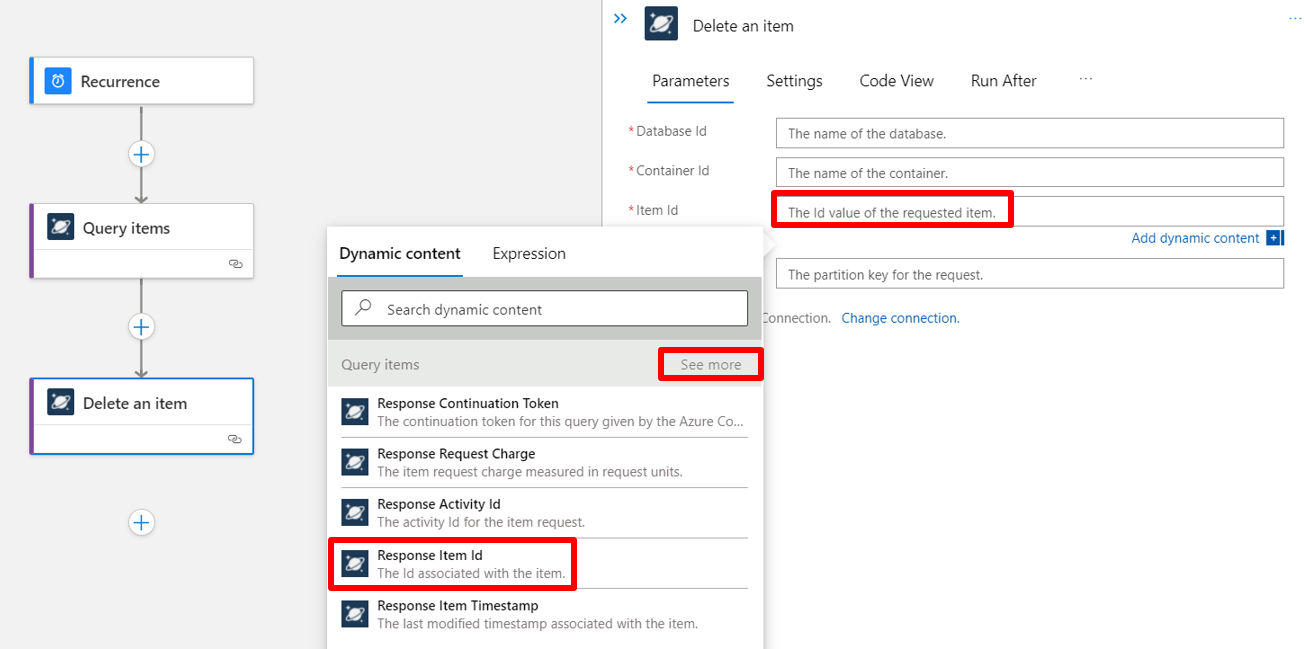 Recurrence
Query items
Delete an item
Delete an item
...
Parameters Settings Code View Run After ...
*Database Id The name of the database.
*Container Id The name of the container.
*Item Id The Id value of the requested item.
Add dynamic content
The partition key for the request.
Connection. Change connection.
Dynamic content Expression
Search dynamic content
Query items See more
Response Continuation Token
The continuation token for this query given by the Azure Co...
Response Request Charge
The item request charge measured in request units.
Response Activity Id
The activity Id for the item request.
Response Item Id
The Id associated with the item.
Response Item Timestamp
The last modified timestamp associated with the item.